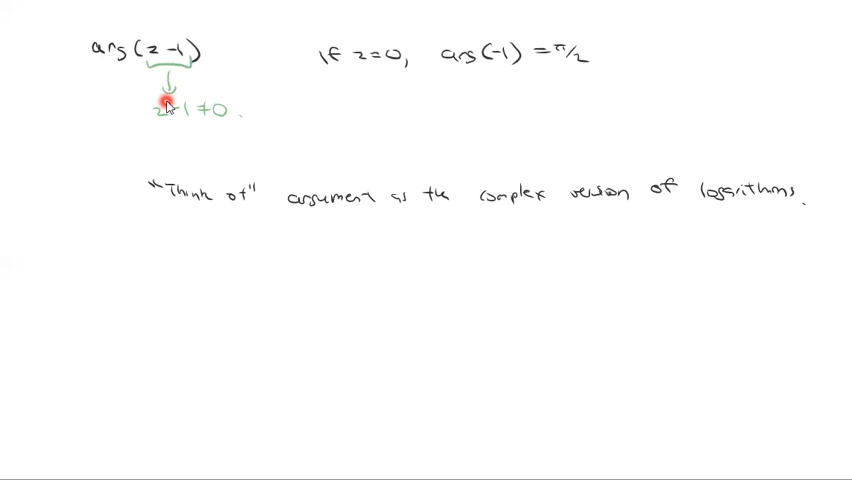 arg(z-1) If z=0, arg(-1) = π/2
z-1 ≠ 0.
"Think of" argument as the complex version of logarithms.